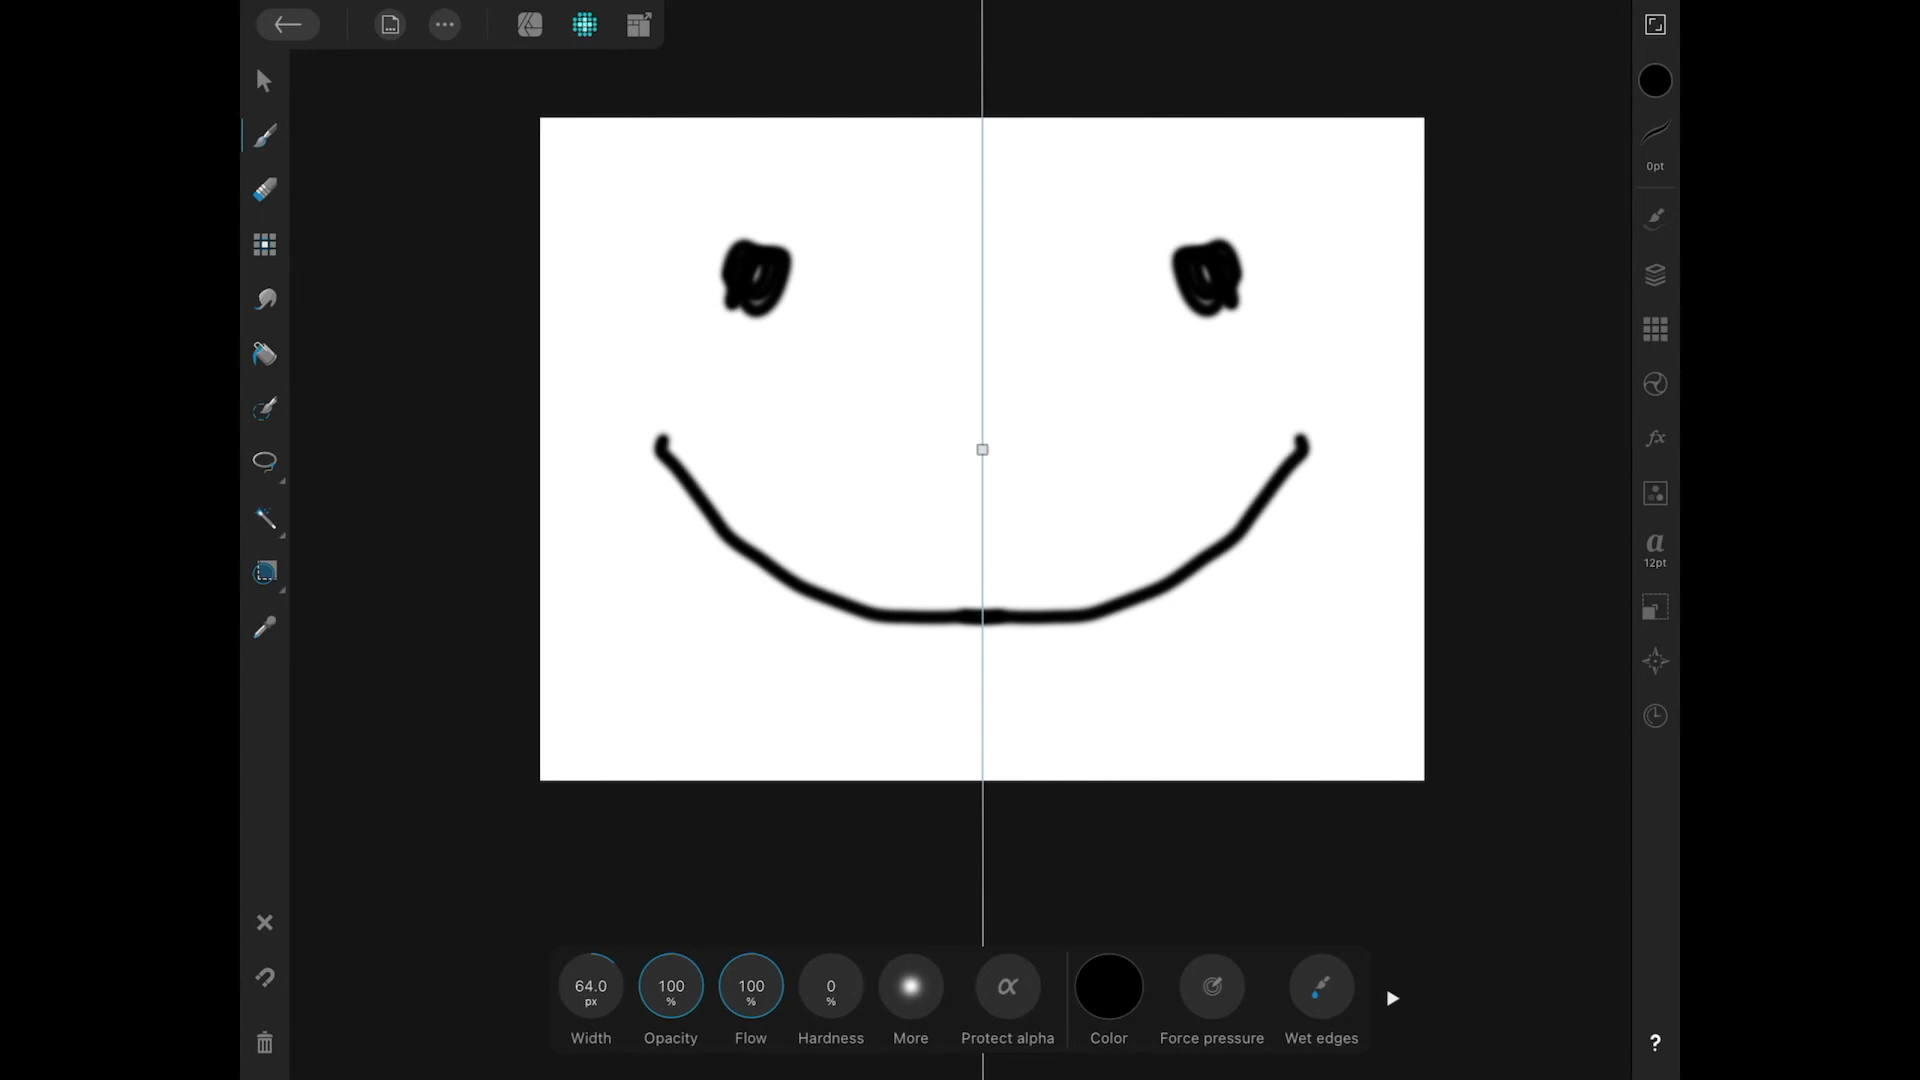 0pt
a
12pt
fx
64.0 px
100 %
100 %
0 %
α
Width
Opacity
Flow
Hardness
More
Protect alpha
Color
Force pressure
Wet edges
?